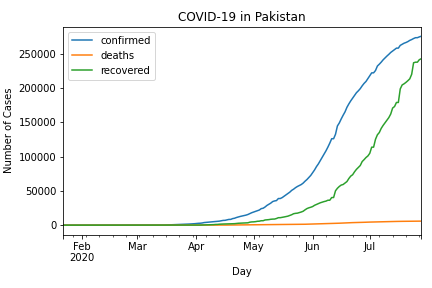 COVID-19 in Pakistan
confirmed
deaths
recovered
Number of Cases
250000
200000
150000
100000
50000
0
Feb Mar Apr May Jun Jul
2020
Day